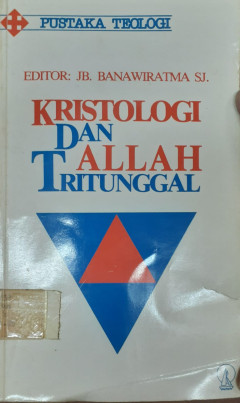 PUSTAKA TEOLOGI
EDITOR: JB. BANAWIRATMA SJ.
KRISTOLOGI
DAN
ALLAH
TRITUNGGAL